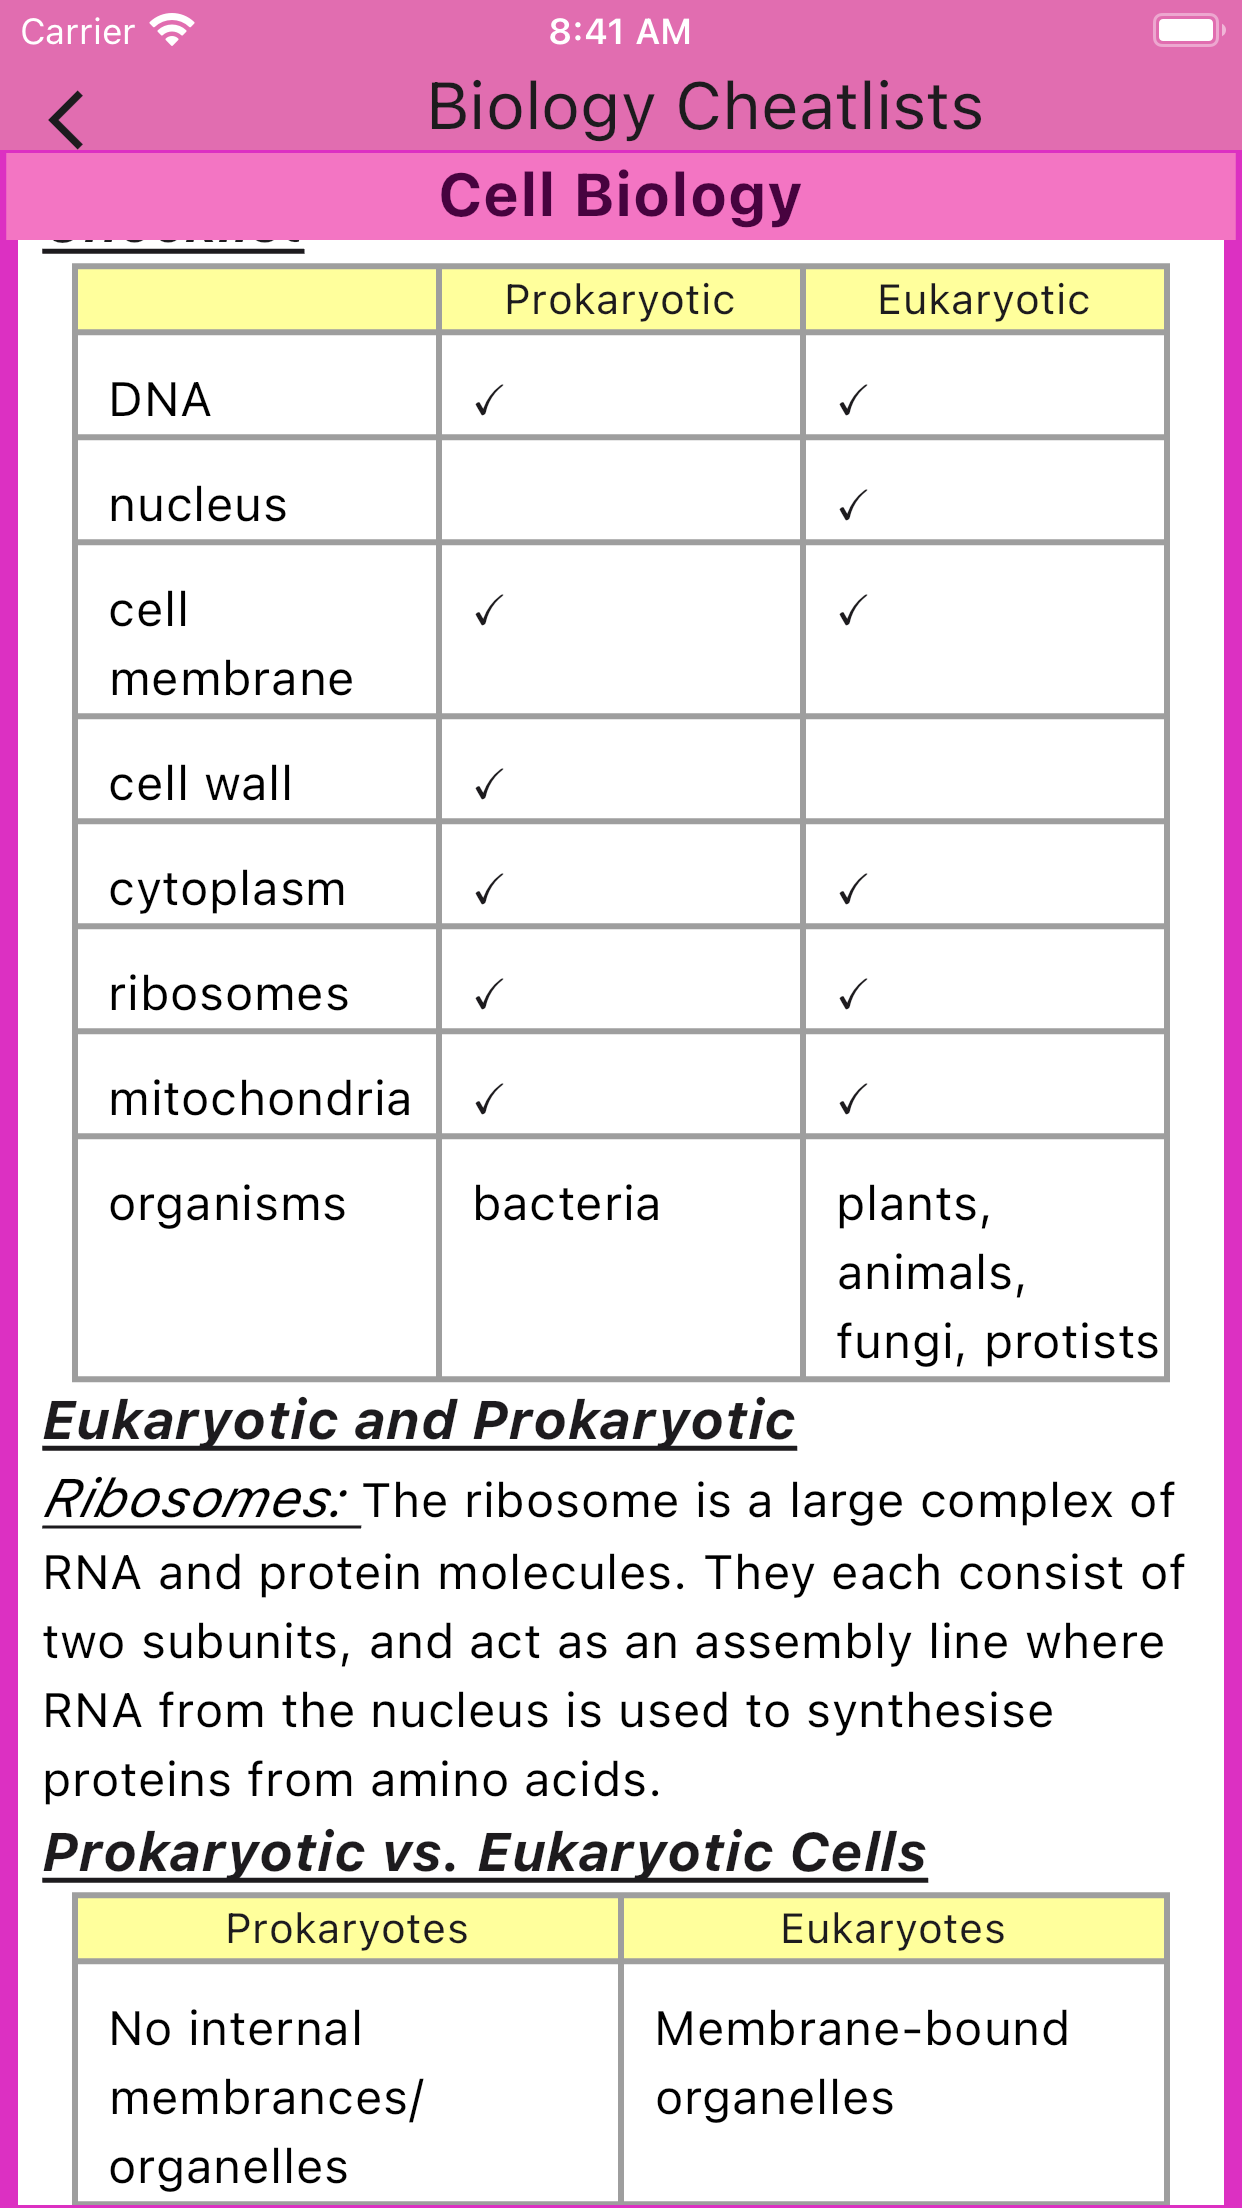 Carrier 8:41 AM
Biology Cheatlists
Cell Biology
Prokaryotic Eukaryotic
DNA ✓ ✓
nucleus ✓
cell ✓ ✓
membrane
cell wall ✓
cytoplasm ✓ ✓
ribosomes ✓ ✓
mitochondria ✓ ✓
organisms bacteria plants,
animals,
fungi, protists
Eukaryotic and Prokaryotic
Ribosomes: The ribosome is a large complex of
RNA and protein molecules. They each consist of
two subunits, and act as an assembly line where
RNA from the nucleus is used to synthesise
proteins from amino acids.
Prokaryotic vs. Eukaryotic Cells
Prokaryotes Eukaryotes
No internal Membrane-bound
membrances/ organelles
organelles